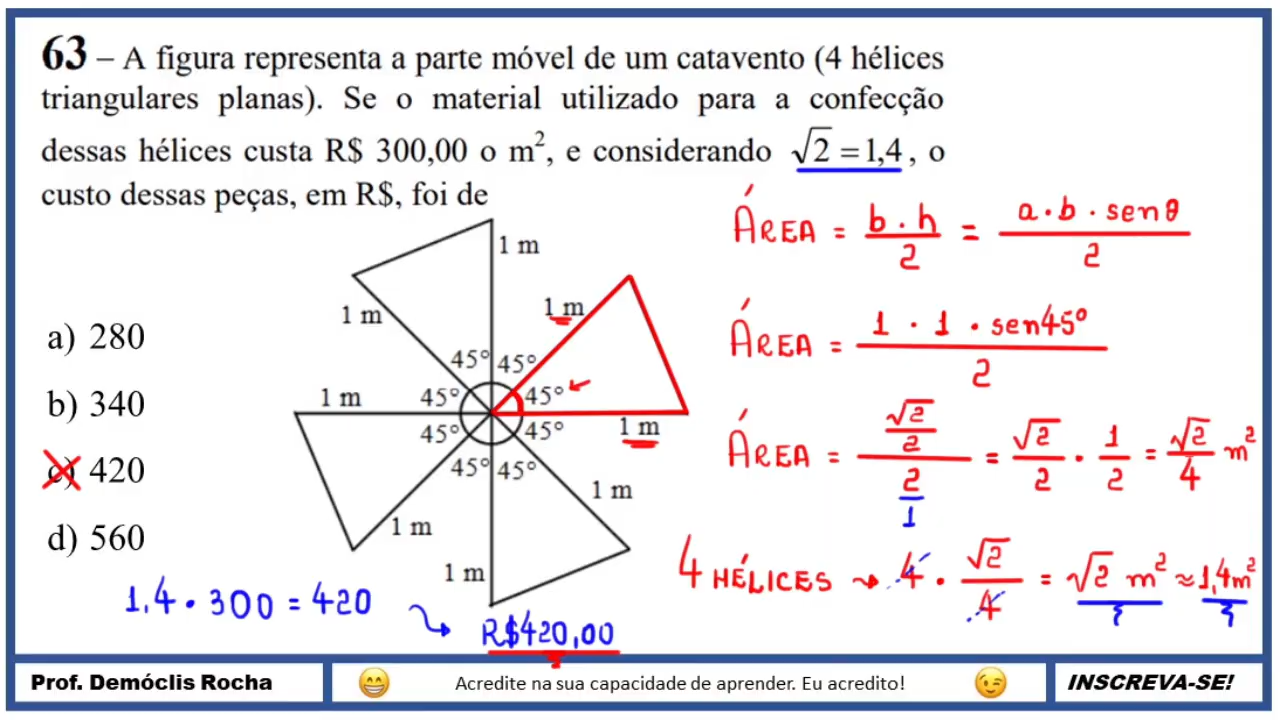 63 – A figura representa a parte móvel de um catavento (4 hélices
triangulares planas). Se o material utilizado para a confecção
dessas hélices custa R$ 300,00 o m², e considerando √2 = 1,4, o
custo dessas peças, em R$, foi de
a) 280
b) 340
c) 420
d) 560
1 m
1 m
1 m
45° 45°
1 m
45° 45°
1 m
45° 45°
45° 45°
1 m
1 m
1 m
ÁREA = b · h / 2 = a · b · sen θ / 2
ÁREA = 1 · 1 · sen 45° / 2
ÁREA = √2/2 / 2/1 = √2/2 · 1/2 = √2/4 m²
4 HÉLICES → 4 · √2/4 = √2 m² ≈ 1,4m²
1,4 · 300 = 420
R$420,00
Prof. Demóclis Rocha
Acredite na sua capacidade de aprender. Eu acredito!
INSCREVA-SE!